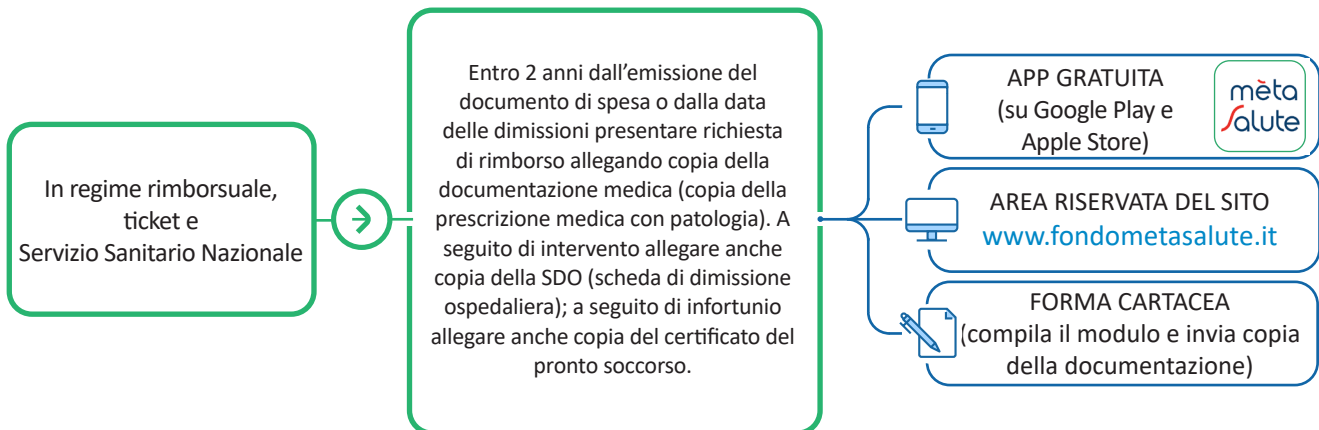 In regime rimborsuale,
ticket e
Servizio Sanitario Nazionale
Entro 2 anni dall’emissione del
documento di spesa o dalla data
delle dimissioni presentare richiesta
di rimborso allegando copia della
documentazione medica (copia della
prescrizione medica con patologia). A
seguito di intervento allegare anche
copia della SDO (scheda di dimissione
ospedaliera); a seguito di infortunio
allegare anche copia del certificato del
pronto soccorso.
APP GRATUITA
(su Google Play e
Apple Store)
mèta
Salute
AREA RISERVATA DEL SITO
www.fondometasalute.it
FORMA CARTACEA
(compila il modulo e invia copia
della documentazione)